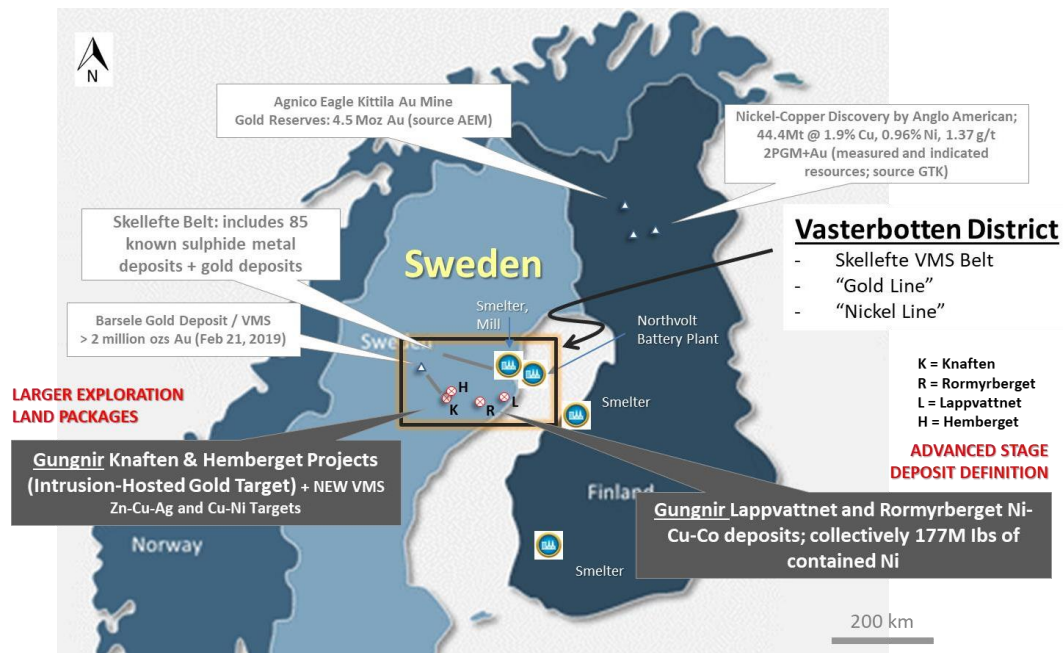 N
Agnico Eagle Kittila Au Mine
Gold Reserves: 4.5 Moz Au (source AEM)
Nickel-Copper Discovery by Anglo American;
44.4Mt @ 1.9% Cu, 0.96% Ni, 1.37 g/t
2PGM+Au (measured and indicated
resources; source GTK)
Skellefte Belt: includes 85
known sulphide metal
deposits + gold deposits
Sweden
Vasterbotten District
- Skellefte VMS Belt
- “Gold Line”
- “Nickel Line”
Barsele Gold Deposit / VMS
> 2 million ozs Au (Feb 21, 2019)
Smelter,
Mill
Sweden
Northvolt
Battery Plant
H
K
R
L
K = Knaften
R = Rormyrberget
L = Lappvattnet
H = Hemberget
LARGER EXPLORATION
LAND PACKAGES
Smelter
ADVANCED STAGE
DEPOSIT DEFINITION
Gungnir Knaften & Hemberget Projects
(Intrusion-Hosted Gold Target) + NEW VMS
Zn-Cu-Ag and Cu-Ni Targets
Finland
Gungnir Lappvattnet and Rormyrberget Ni-
Cu-Co deposits; collectively 177M lbs of
contained Ni
Norway
Smelter
200 km